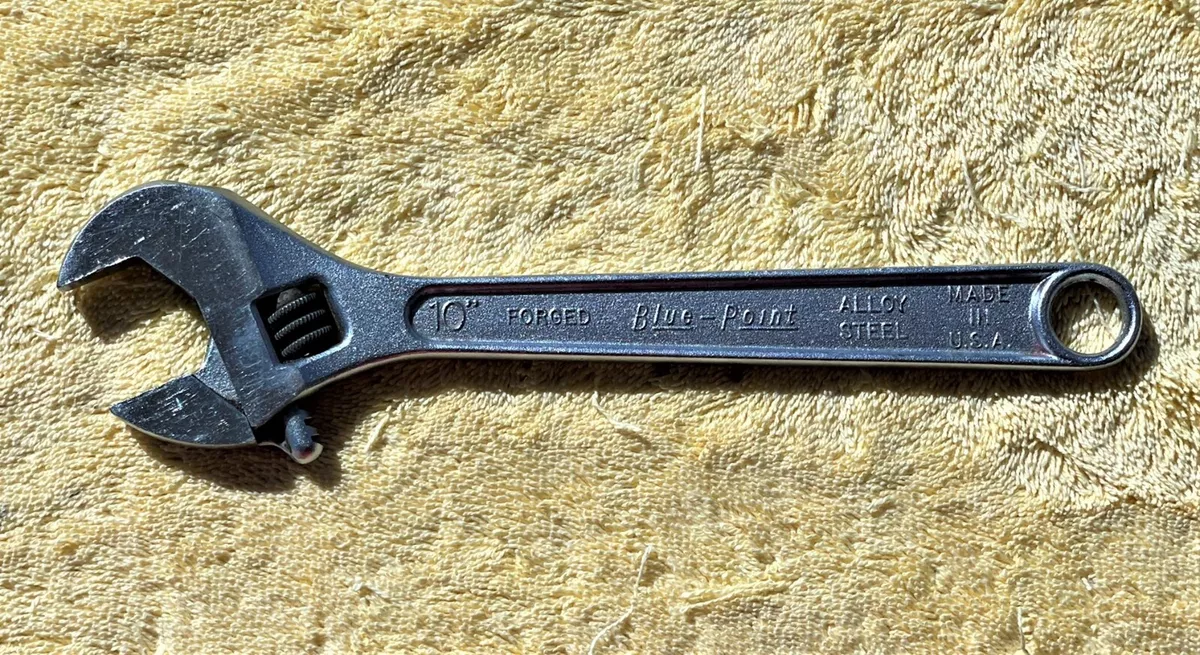 10" FORGED Blue-Point
ALLOY
STEEL
MADE
IN
U.S.A.